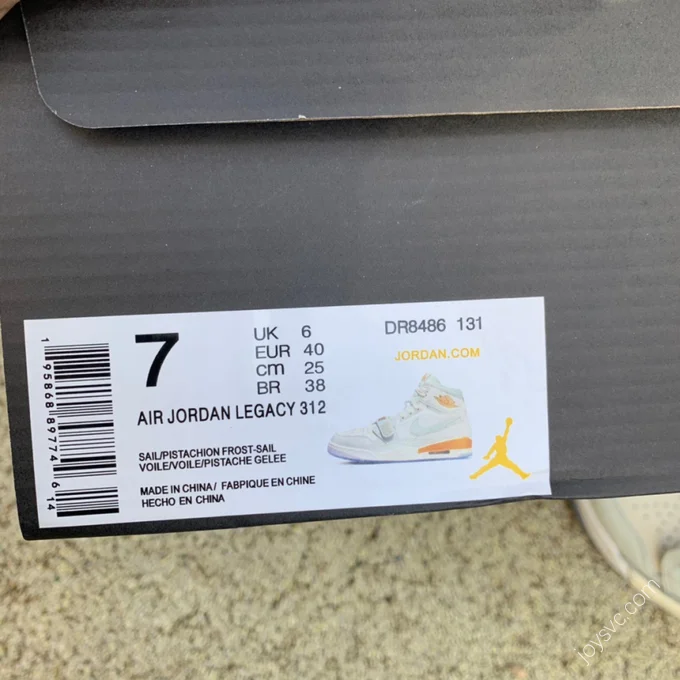 7
UK 6
EUR 40
cm 25
BR 38
DR8486 131
JORDAN.COM
AIR JORDAN LEGACY 312
SAIL/PISTACHION FROST-SAIL
VOILE/VOILE/PISTACHE GELEE
MADE IN CHINA/ FABPIQUE EN CHINE
HECHO EN CHINA
1 95868 89774 6 14
joysvc.com